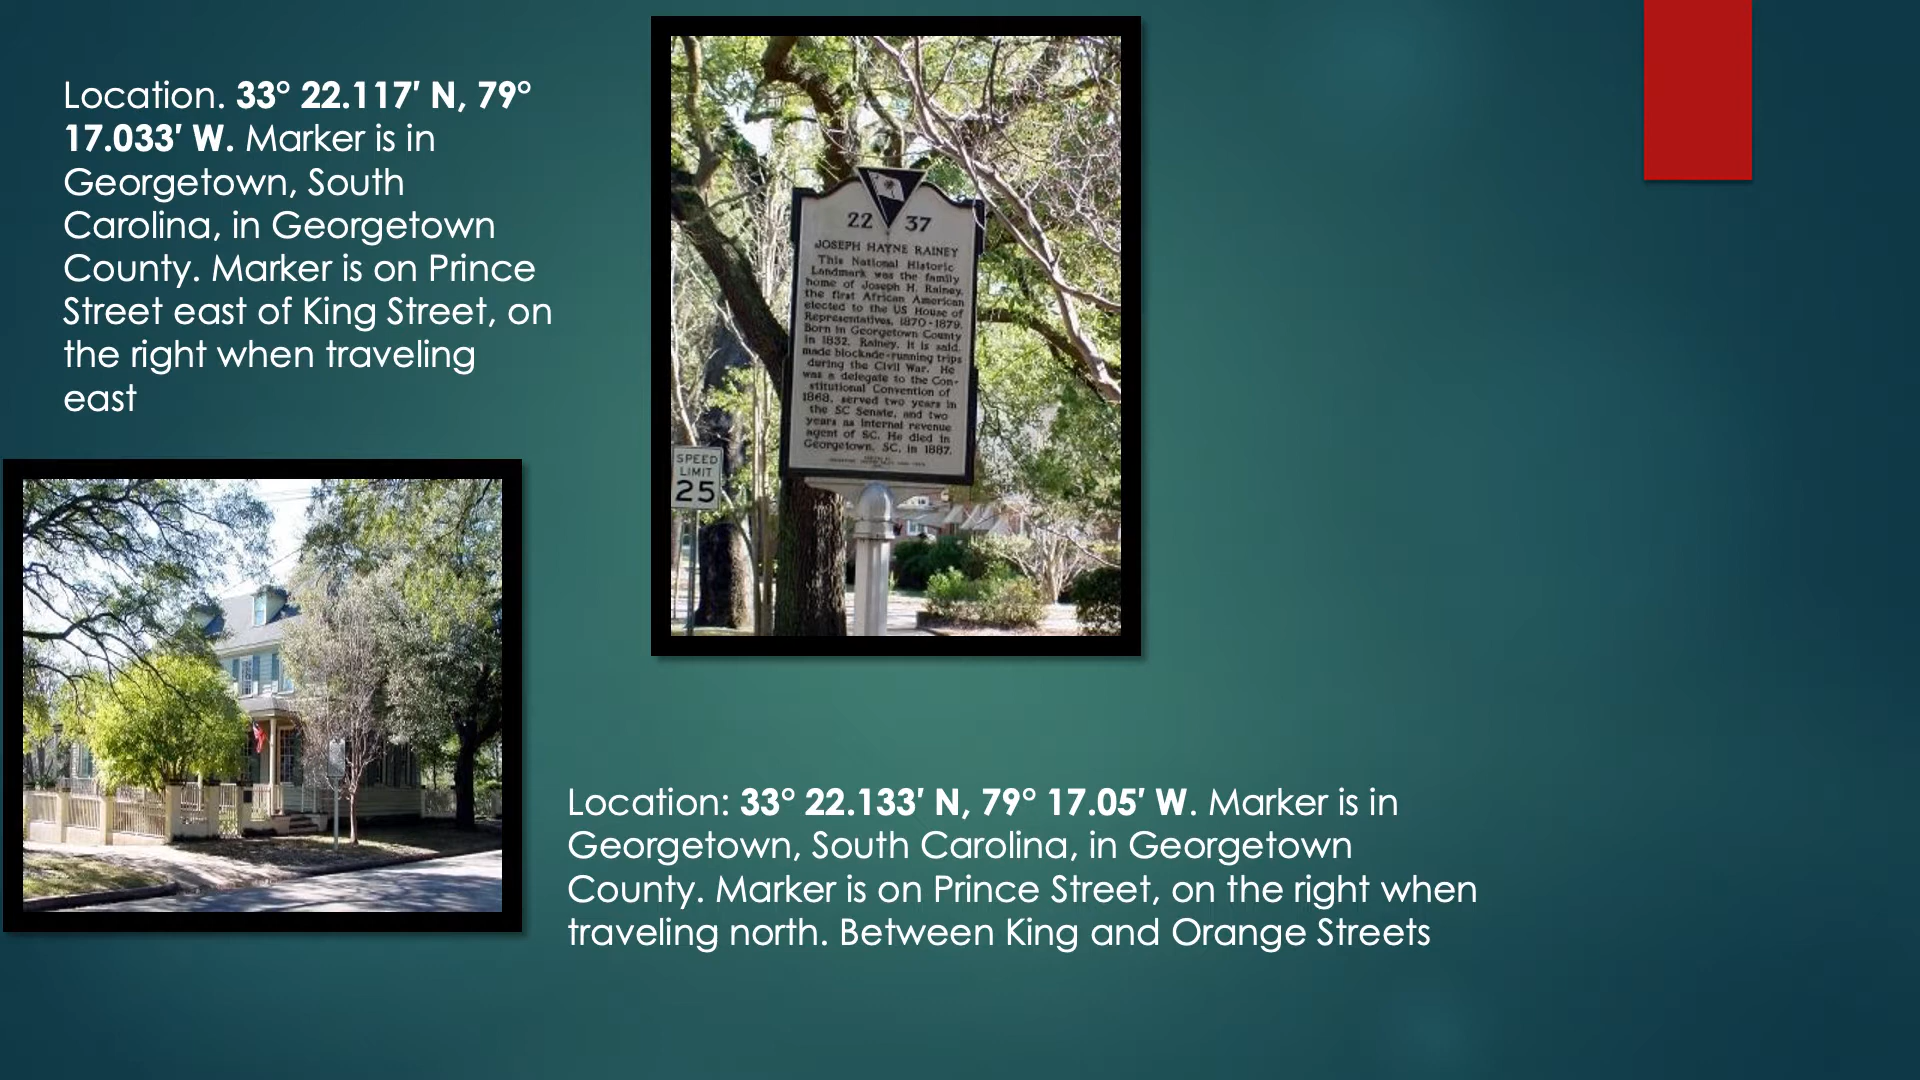 Location. 33° 22.117′ N, 79°
17.033′ W. Marker is in
Georgetown, South
Carolina, in Georgetown
County. Marker is on Prince
Street east of King Street, on
the right when traveling
east
22 37
JOSEPH HAYNE RAINEY
This National Historic
Landmark was the family
home of Joseph H. Rainey,
the first African American
elected to the US House of
Representatives, 1870-1879.
Born in Georgetown County
in 1832, Rainey, it is said,
made blockade-running trips
during the Civil War. He
was a delegate to the Con-
stitutional Convention of
1868, served two years in
the SC Senate, and two
years as internal revenue
agent of SC. He died in
Georgetown, SC, in 1887.
SPEED
LIMIT
25
Location: 33° 22.133′ N, 79° 17.05′ W. Marker is in
Georgetown, South Carolina, in Georgetown
County. Marker is on Prince Street, on the right when
traveling north. Between King and Orange Streets